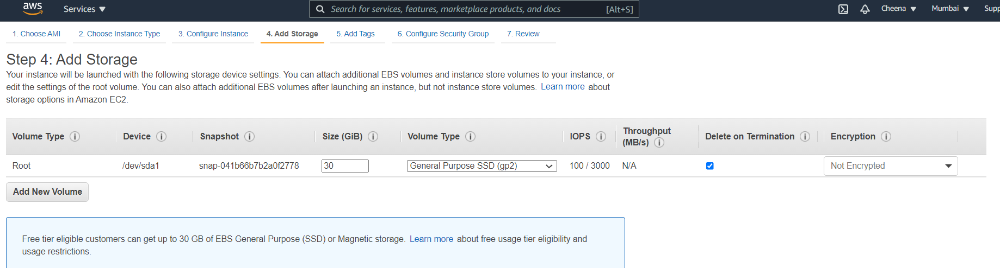 aws Services Search for services, features, marketplace products, and docs [Alt+S] Cheena Mumbai Supp
1. Choose AMI 2. Choose Instance Type 3. Configure Instance 4. Add Storage 5. Add Tags 6. Configure Security Group 7. Review
Step 4: Add Storage
Your instance will be launched with the following storage device settings. You can attach additional EBS volumes and instance store volumes to your instance, or
edit the settings of the root volume. You can also attach additional EBS volumes after launching an instance, but not instance store volumes. Learn more about
storage options in Amazon EC2.
Volume Type i Device i Snapshot i Size (GiB) i Volume Type i IOPS i Throughput (MB/s) i Delete on Termination i Encryption i
Root /dev/sda1 snap-041b66b7b2a0f2778 30 General Purpose SSD (gp2) 100 / 3000 N/A Not Encrypted
Add New Volume
Free tier eligible customers can get up to 30 GB of EBS General Purpose (SSD) or Magnetic storage. Learn more about free usage tier eligibility and
usage restrictions.